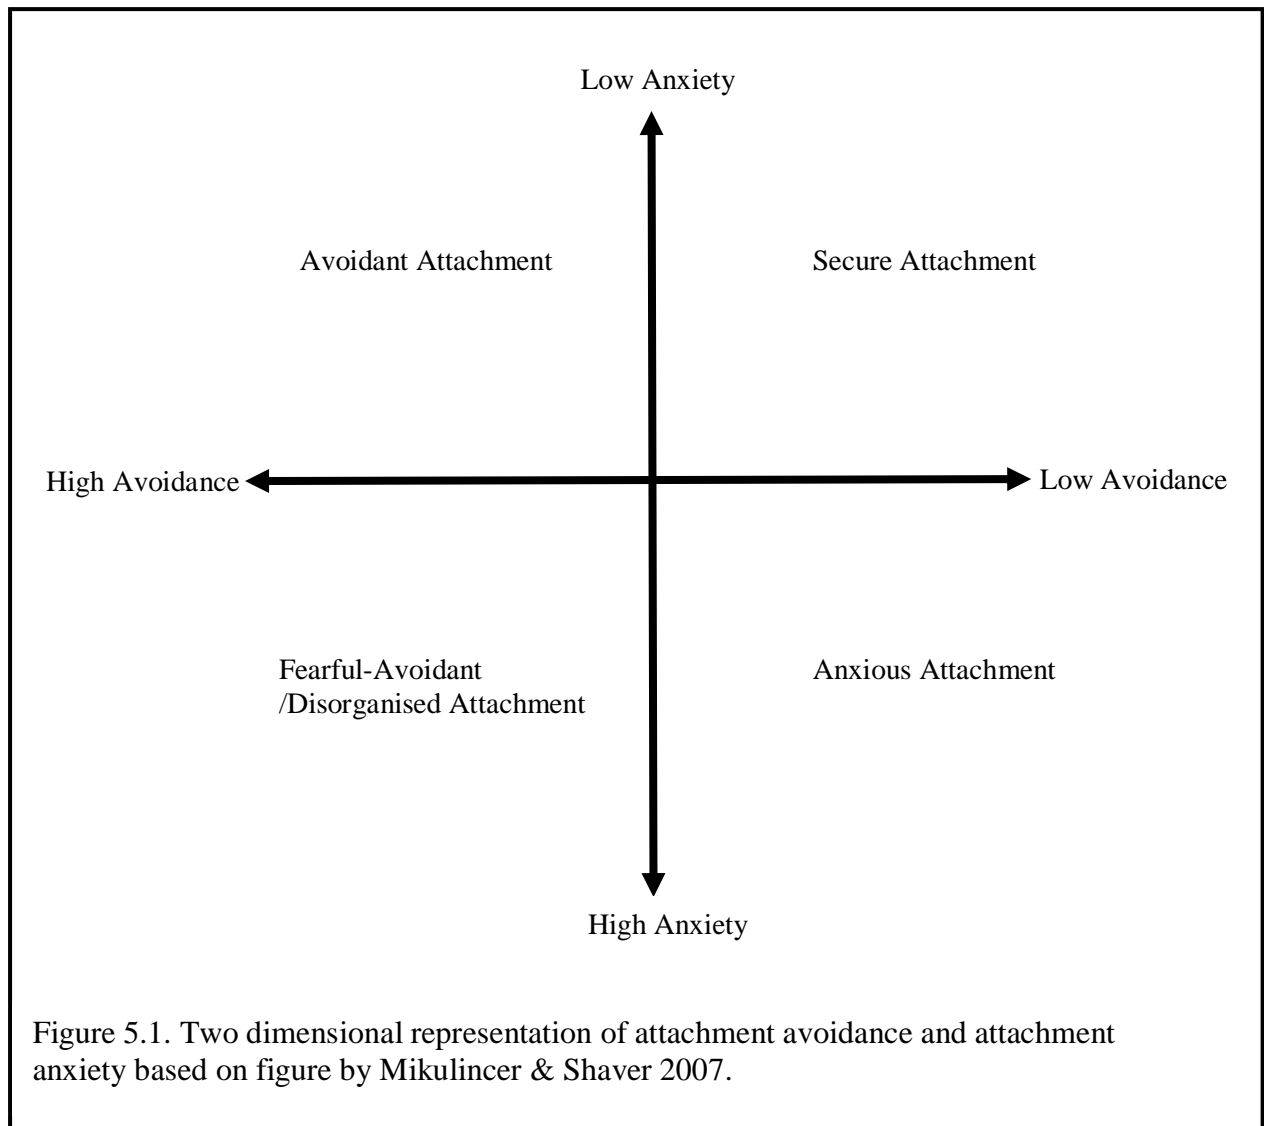 Low Anxiety
Avoidant Attachment
Secure Attachment
High Avoidance
Low Avoidance
Fearful-Avoidant
/Disorganised Attachment
Anxious Attachment
High Anxiety
Figure 5.1. Two dimensional representation of attachment avoidance and attachment
anxiety based on figure by Mikulincer & Shaver 2007.